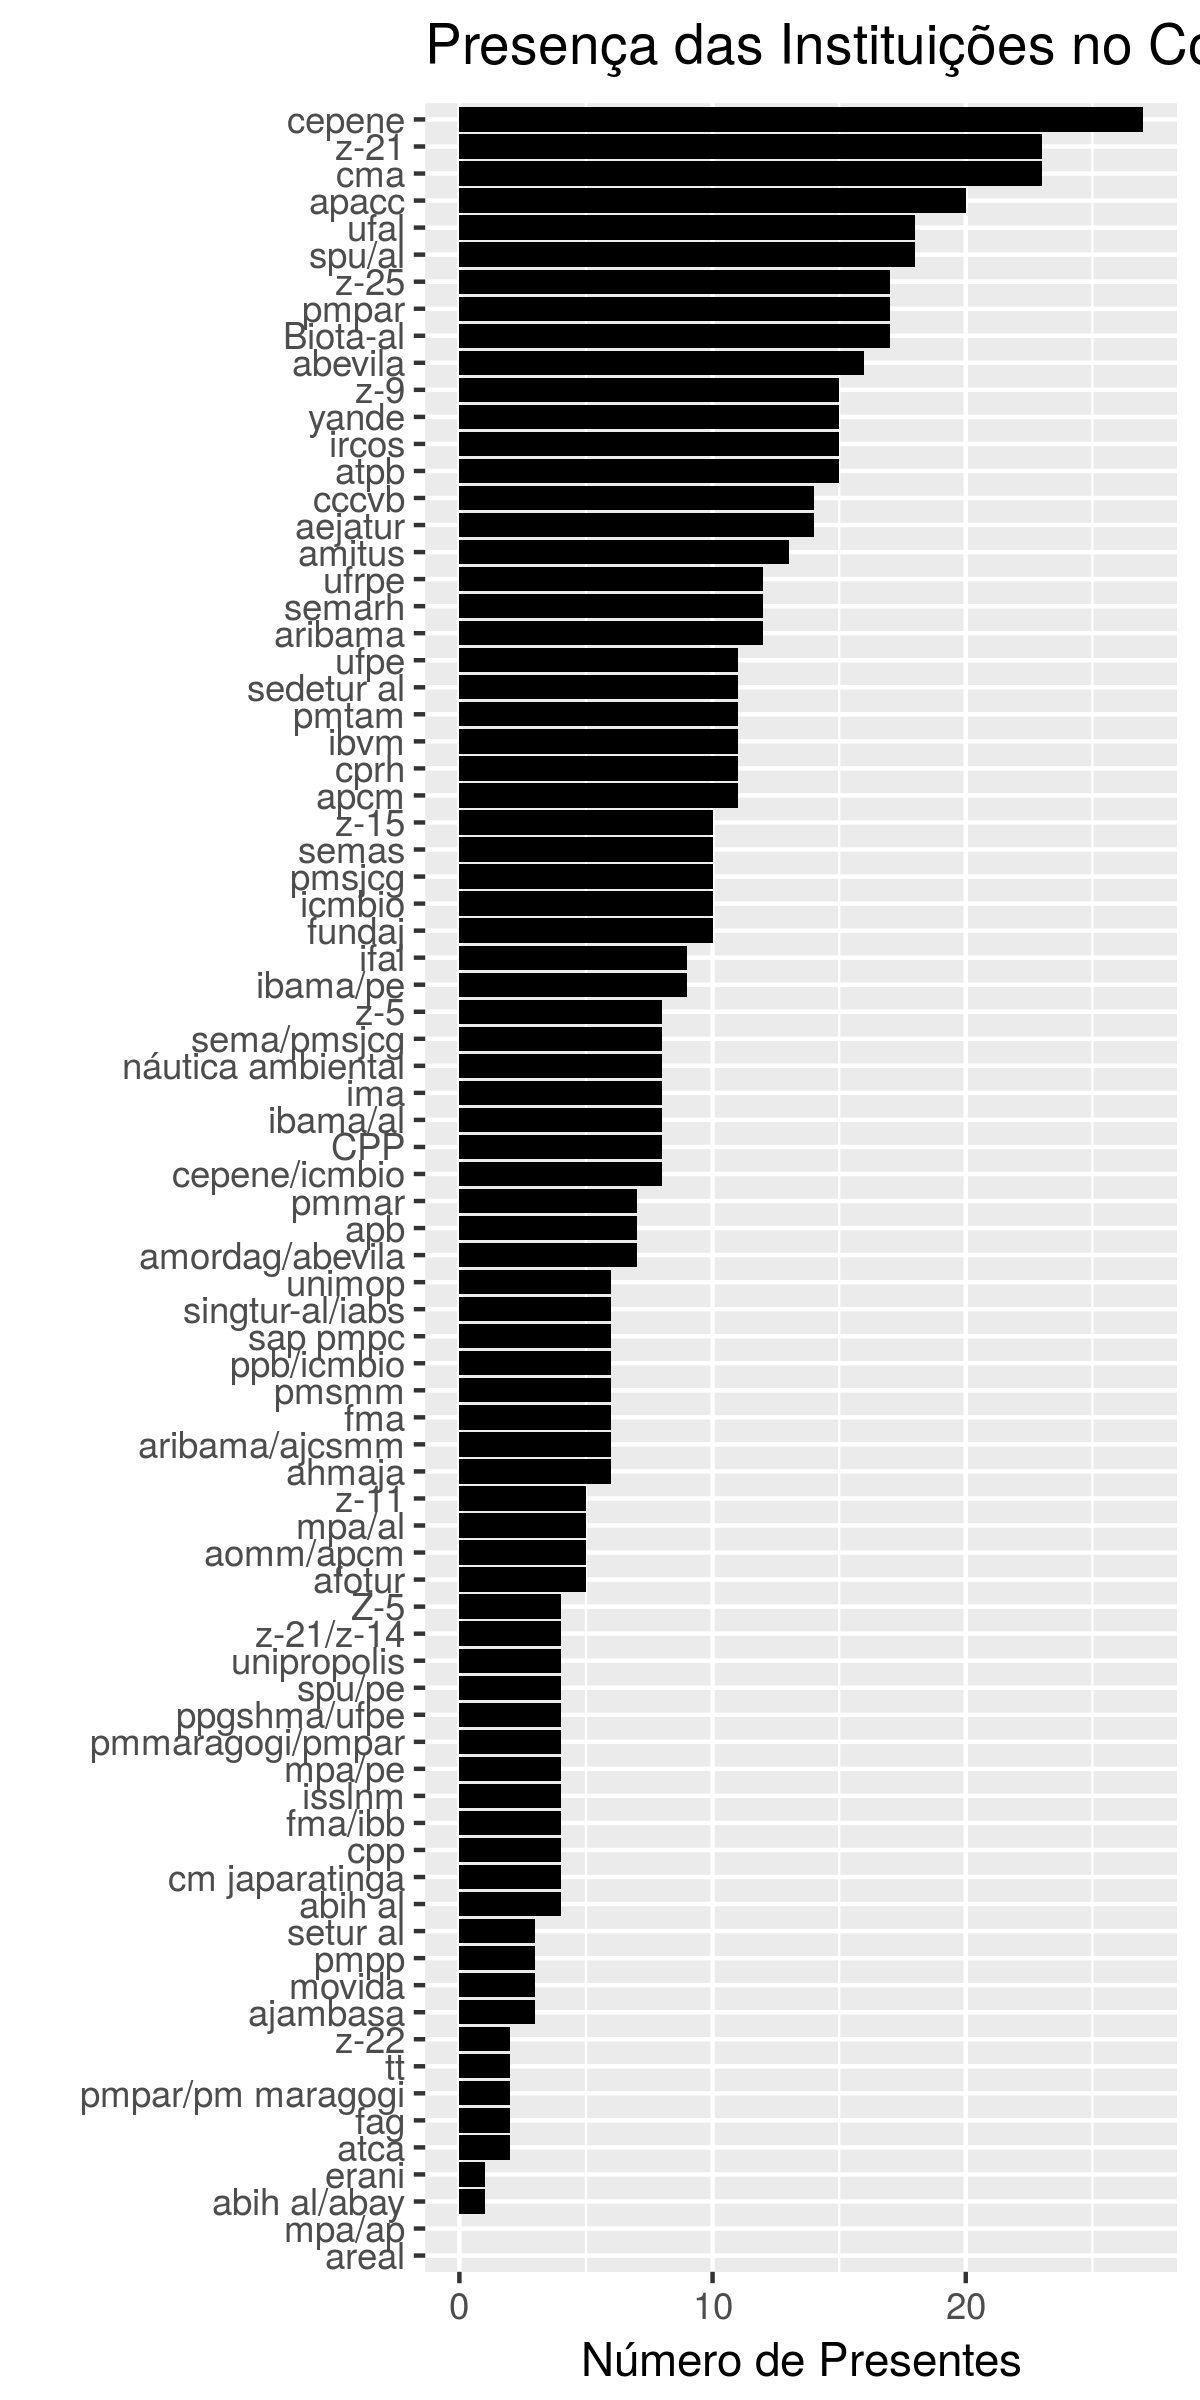 Presença das Instituições no Co
cepene
z-21
cma
apacc
ufal
spu/al
z-25
pmpar
Biota-al
abevila
z-9
yande
ircos
atpb
cccvb
aejatur
amitus
ufrpe
semarh
aribama
ufpe
sedetur al
pmtam
ibvm
cprh
apcm
z-15
semas
pmsjcg
icmbio
fundaj
ifal
ibama/pe
z-5
sema/pmsjcg
náutica ambiental
ima
ibama/al
CPP
cepene/icmbio
pmmar
apb
amordag/abevila
unimop
singtur-al/iabs
sap pmpc
ppb/icmbio
pmsmm
fma
aribama/ajcsmm
ahmaja
z-11
mpa/al
aomm/apcm
afotur
Z-5
z-21/z-14
unipropolis
spu/pe
ppgshma/ufpe
pmmaragogi/pmpar
mpa/pe
isslnm
fma/ibb
cpp
cm japaratinga
abih al
setur al
pmpp
movida
ajambasa
z-22
tt
pmpar/pm maragogi
fag
atca
erani
abih al/abay
mpa/ap
areal
0 10 20
Número de Presentes